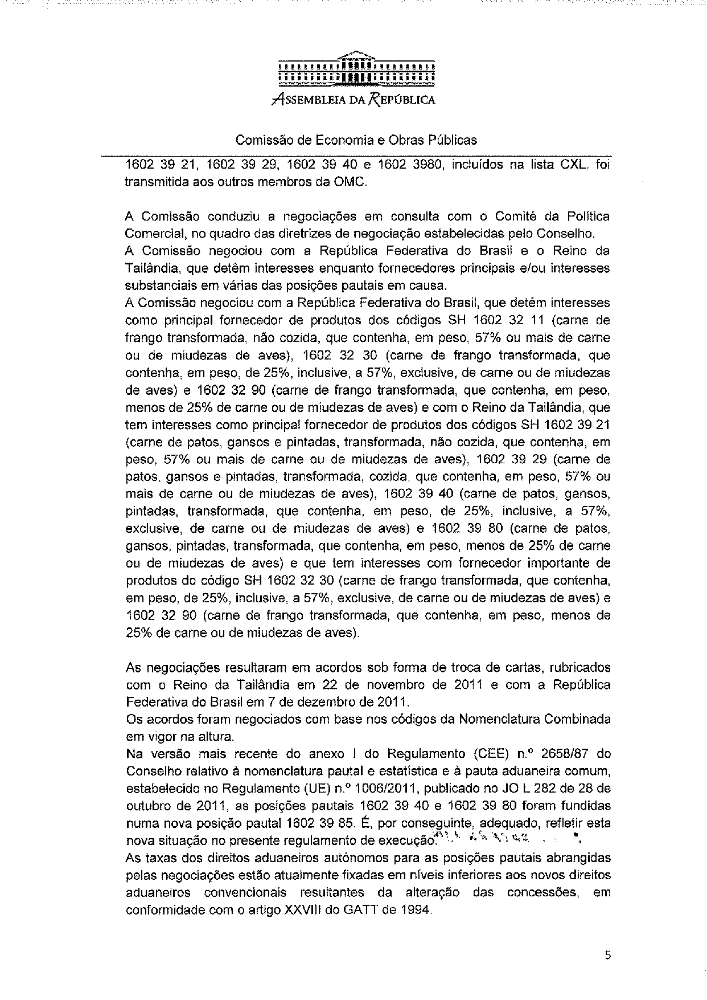 ASSEMBLEIA DA REPÚBLICA
Comissão de Economia e Obras Públicas
1602 39 21, 1602 39 29, 1602 39 40 e 1602 3980, incluídos na lista CXL, foi
transmitida aos outros membros da OMC.
A Comissão conduziu a negociações em consulta com o Comité da Política
Comercial, no quadro das diretrizes de negociação estabelecidas pelo Conselho.
A Comissão negociou com a República Federativa do Brasil e o Reino da
Tailândia, que detêm interesses enquanto fornecedores principais e/ou interesses
substanciais em várias das posições pautais em causa.
A Comissão negociou com a República Federativa do Brasil, que detém interesses
como principal fornecedor de produtos dos códigos SH 1602 32 11 (carne de
frango transformada, não cozida, que contenha, em peso, 57% ou mais de carne
ou de miudezas de aves), 1602 32 30 (carne de frango transformada, que
contenha, em peso, de 25%, inclusive, a 57%, exclusive, de carne ou de miudezas
de aves) e 1602 32 90 (carne de frango transformada, que contenha, em peso,
menos de 25% de carne ou de miudezas de aves) e com o Reino da Tailândia, que
tem interesses como principal fornecedor de produtos dos códigos SH 1602 39 21
(carne de patos, gansos e pintadas, transformada, não cozida, que contenha, em
peso, 57% ou mais de carne ou de miudezas de aves), 1602 39 29 (carne de
patos, gansos e pintadas, transformada, cozida, que contenha, em peso, 57% ou
mais de carne ou de miudezas de aves), 1602 39 40 (carne de patos, gansos,
pintadas, transformada, que contenha, em peso, de 25%, inclusive, a 57%,
exclusive, de carne ou de miudezas de aves) e 1602 39 80 (carne de patos,
gansos, pintadas, transformada, que contenha, em peso, menos de 25% de carne
ou de miudezas de aves) e que tem interesses com fornecedor importante de
produtos do código SH 1602 32 30 (carne de frango transformada, que contenha,
em peso, de 25%, inclusive, a 57%, exclusive, de carne ou de miudezas de aves) e
1602 32 90 (carne de frango transformada, que contenha, em peso, menos de
25% de carne ou de miudezas de aves).
As negociações resultaram em acordos sob forma de troca de cartas, rubricados
com o Reino da Tailândia em 22 de novembro de 2011 e com a República
Federativa do Brasil em 7 de dezembro de 2011.
Os acordos foram negociados com base nos códigos da Nomenclatura Combinada
em vigor na altura.
Na versão mais recente do anexo I do Regulamento (CEE) n.º 2658/87 do
Conselho relativo à nomenclatura pautal e estatística e à pauta aduaneira comum,
estabelecido no Regulamento (UE) n.º 1006/2011, publicado no JO L 282 de 28 de
outubro de 2011, as posições pautais 1602 39 40 e 1602 39 80 foram fundidas
numa nova posição pautal 1602 39 85. É, por conseguinte, adequado, refletir esta
nova situação no presente regulamento de execução.
As taxas dos direitos aduaneiros autónomos para as posições pautais abrangidas
pelas negociações estão atualmente fixadas em níveis inferiores aos novos direitos
aduaneiros convencionais resultantes da alteração das concessões, em
conformidade com o artigo XXVIII do GATT de 1994.
5